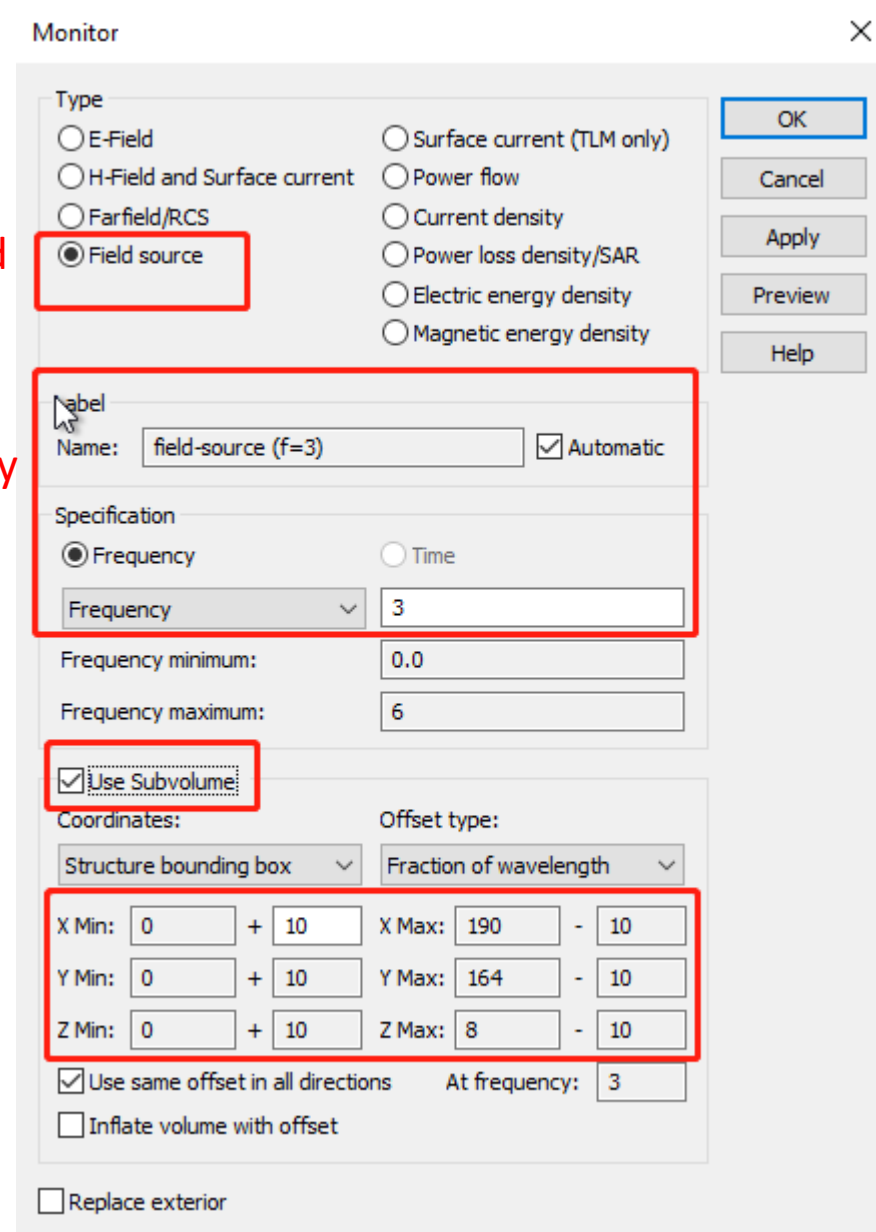 Monitor
Type
E-Field
Surface current (TLM only)
OK
H-Field and Surface current
Power flow
Cancel
Farfield/RCS
Current density
Apply
Field source
Power loss density/SAR
Electric energy density
Preview
Magnetic energy density
Help
Label
Name: field-source (f=3) Automatic
y
Specification
Frequency Time
Frequency 3
Frequency minimum: 0.0
Frequency maximum: 6
Use Subvolume
Coordinates: Offset type:
Structure bounding box Fraction of wavelength
X Min: 0 + 10 X Max: 190 - 10
Y Min: 0 + 10 Y Max: 164 - 10
Z Min: 0 + 10 Z Max: 8 - 10
Use same offset in all directions At frequency: 3
Inflate volume with offset
Replace exterior